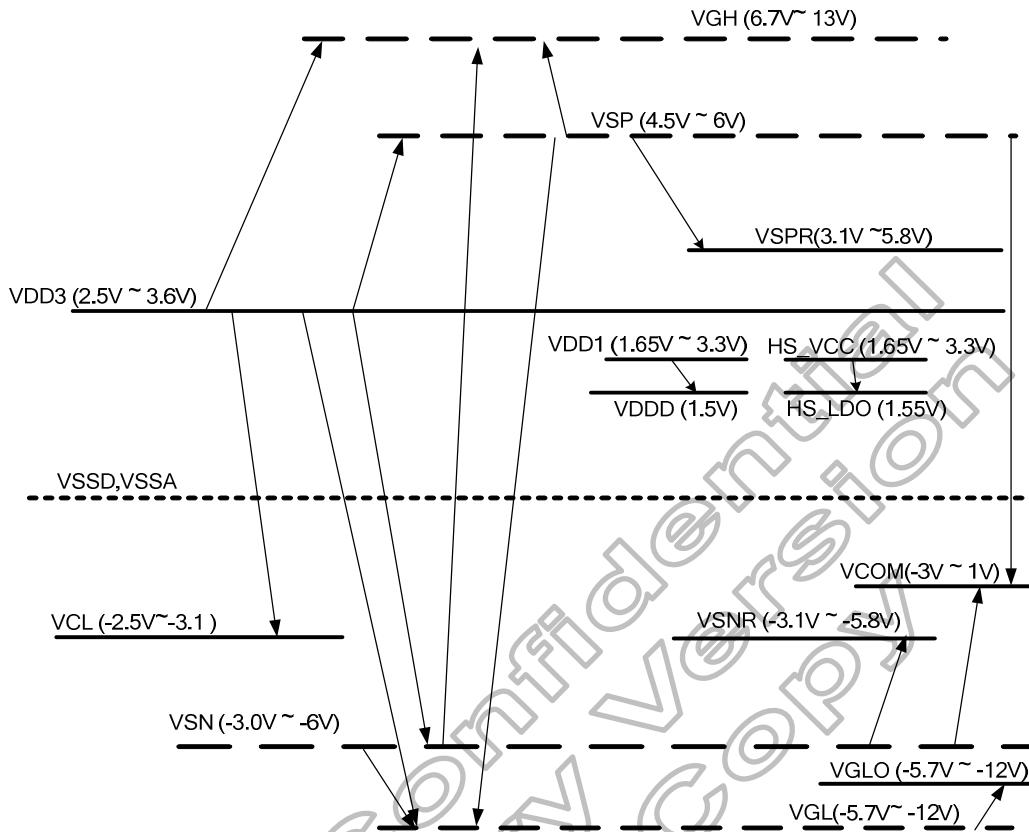 VGH (6.7V~ 13V)
VSP (4.5V ~ 6V)
VSPR(3.1V ~5.8V)
VDD3 (2.5V ~ 3.6V)
VDD1 (1.65V ~ 3.3V)
HS_VCC (1.65V ~ 3.3V)
VDDD (1.5V)
HS_LDO (1.55V)
VSSD,VSSA
VCOM(-3V ~ 1V)
VCL (-2.5V~-3.1 )
VSNR (-3.1V ~ -5.8V)
VSN (-3.0V ~ -6V)
VGLO (-5.7V ~ -12V)
VGL(-5.7V~ -12V)
Confidential
Version
Copy